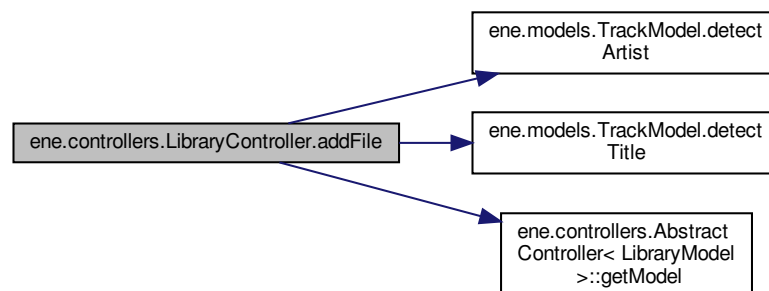 ene.models.TrackModel.detect
Artist
ene.controllers.LibraryController.addFile
ene.models.TrackModel.detect
Title
ene.controllers.Abstract
Controller< LibraryModel
>::getModel